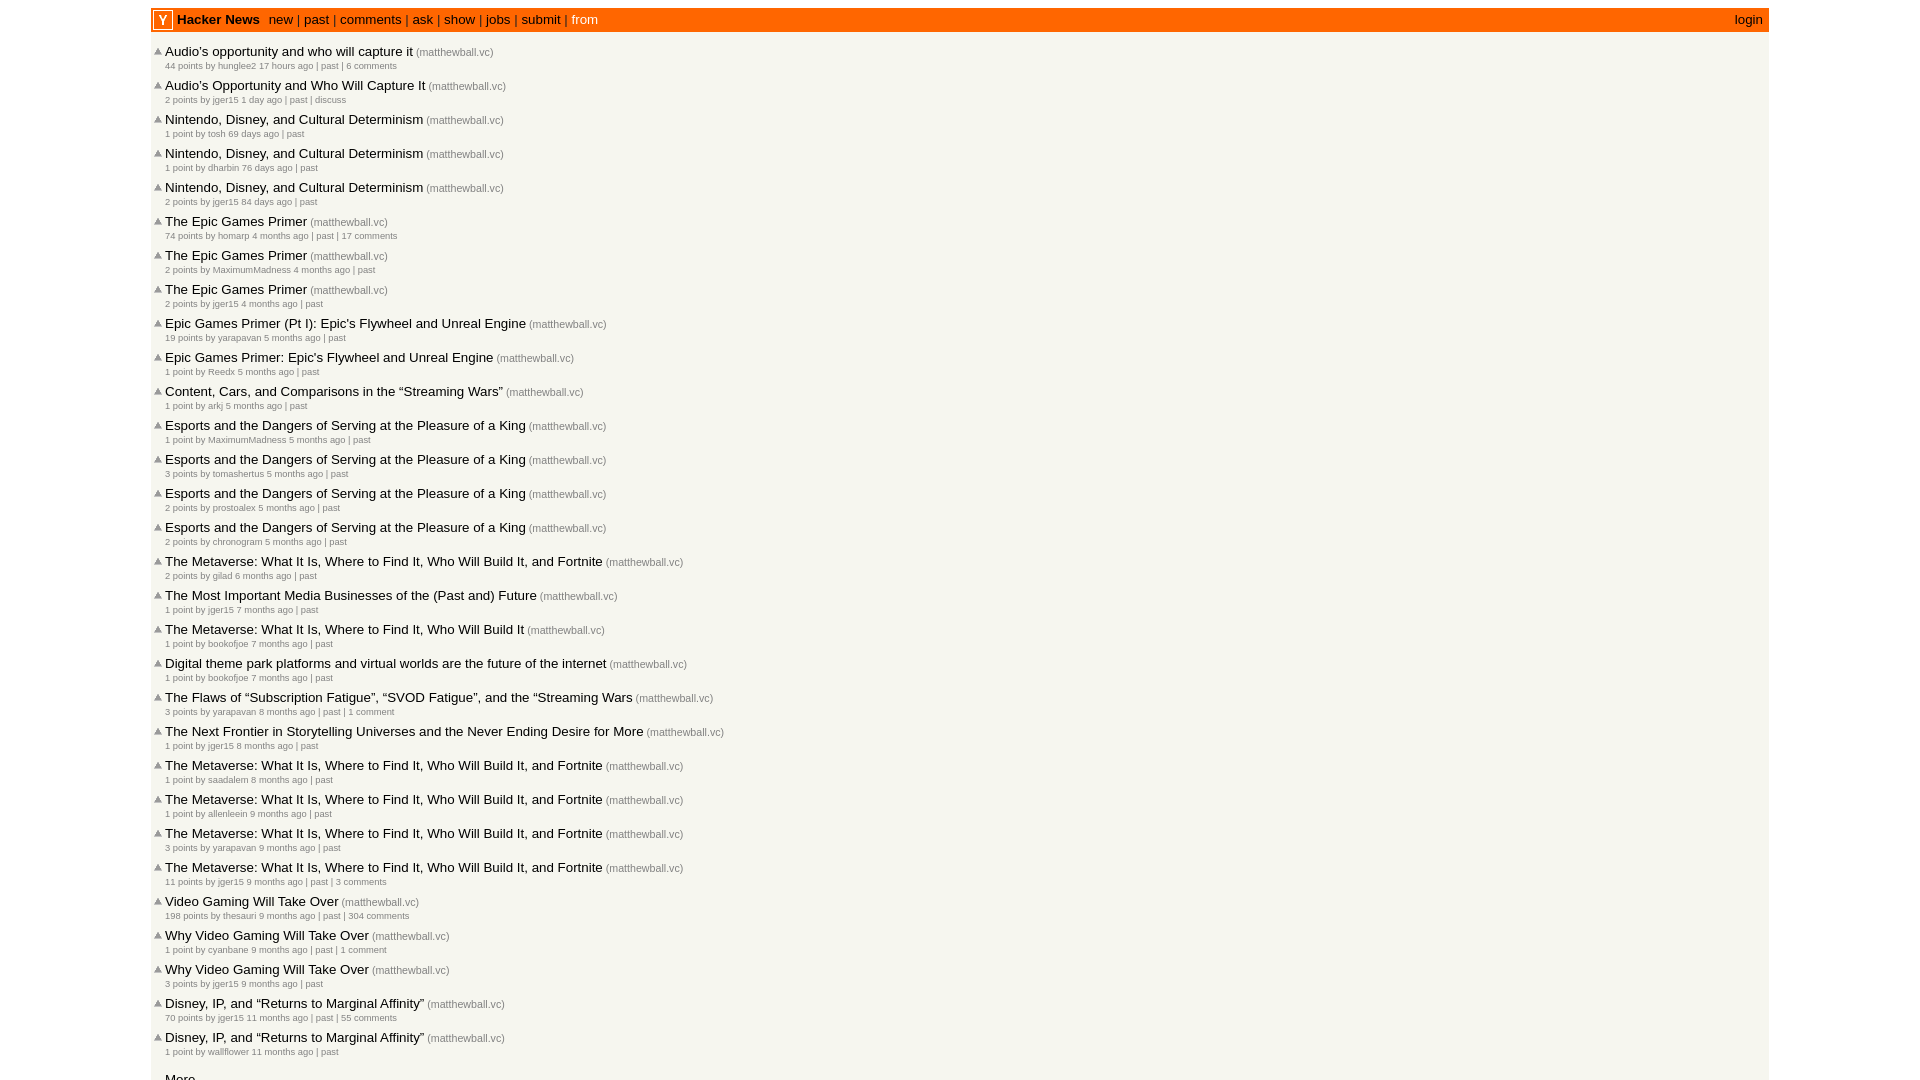 Y Hacker News new | past | comments | ask | show | jobs | submit | from login
Audio’s opportunity and who will capture it (matthewball.vc)
44 points by hunglee2 17 hours ago | past | 6 comments
Audio’s Opportunity and Who Will Capture It (matthewball.vc)
2 points by jger15 1 day ago | past | discuss
Nintendo, Disney, and Cultural Determinism (matthewball.vc)
1 point by tosh 69 days ago | past
Nintendo, Disney, and Cultural Determinism (matthewball.vc)
1 point by dharbin 76 days ago | past
Nintendo, Disney, and Cultural Determinism (matthewball.vc)
2 points by jger15 84 days ago | past
The Epic Games Primer (matthewball.vc)
74 points by homarp 4 months ago | past | 17 comments
The Epic Games Primer (matthewball.vc)
2 points by MaximumMadness 4 months ago | past
The Epic Games Primer (matthewball.vc)
2 points by jger15 4 months ago | past
Epic Games Primer (Pt I): Epic's Flywheel and Unreal Engine (matthewball.vc)
19 points by yarapavan 5 months ago | past
Epic Games Primer: Epic's Flywheel and Unreal Engine (matthewball.vc)
1 point by Reedx 5 months ago | past
Content, Cars, and Comparisons in the “Streaming Wars” (matthewball.vc)
1 point by arkj 5 months ago | past
Esports and the Dangers of Serving at the Pleasure of a King (matthewball.vc)
1 point by MaximumMadness 5 months ago | past
Esports and the Dangers of Serving at the Pleasure of a King (matthewball.vc)
3 points by tomashertus 5 months ago | past
Esports and the Dangers of Serving at the Pleasure of a King (matthewball.vc)
2 points by prostoalex 5 months ago | past
Esports and the Dangers of Serving at the Pleasure of a King (matthewball.vc)
2 points by chronogram 5 months ago | past
The Metaverse: What It Is, Where to Find It, Who Will Build It, and Fortnite (matthewball.vc)
2 points by gilad 6 months ago | past
The Most Important Media Businesses of the (Past and) Future (matthewball.vc)
1 point by jger15 7 months ago | past
The Metaverse: What It Is, Where to Find It, Who Will Build It (matthewball.vc)
1 point by bookofjoe 7 months ago | past
Digital theme park platforms and virtual worlds are the future of the internet (matthewball.vc)
1 point by bookofjoe 7 months ago | past
The Flaws of “Subscription Fatigue”, “SVOD Fatigue”, and the “Streaming Wars (matthewball.vc)
3 points by yarapavan 8 months ago | past | 1 comment
The Next Frontier in Storytelling Universes and the Never Ending Desire for More (matthewball.vc)
1 point by jger15 8 months ago | past
The Metaverse: What It Is, Where to Find It, Who Will Build It, and Fortnite (matthewball.vc)
1 point by saadalem 8 months ago | past
The Metaverse: What It Is, Where to Find It, Who Will Build It, and Fortnite (matthewball.vc)
1 point by allenleein 9 months ago | past
The Metaverse: What It Is, Where to Find It, Who Will Build It, and Fortnite (matthewball.vc)
3 points by yarapavan 9 months ago | past
The Metaverse: What It Is, Where to Find It, Who Will Build It, and Fortnite (matthewball.vc)
11 points by jger15 9 months ago | past | 3 comments
Video Gaming Will Take Over (matthewball.vc)
198 points by thesauri 9 months ago | past | 304 comments
Why Video Gaming Will Take Over (matthewball.vc)
1 point by cyanbane 9 months ago | past | 1 comment
Why Video Gaming Will Take Over (matthewball.vc)
3 points by jger15 9 months ago | past
Disney, IP, and “Returns to Marginal Affinity” (matthewball.vc)
70 points by jger15 11 months ago | past | 55 comments
Disney, IP, and “Returns to Marginal Affinity” (matthewball.vc)
1 point by wallflower 11 months ago | past
More